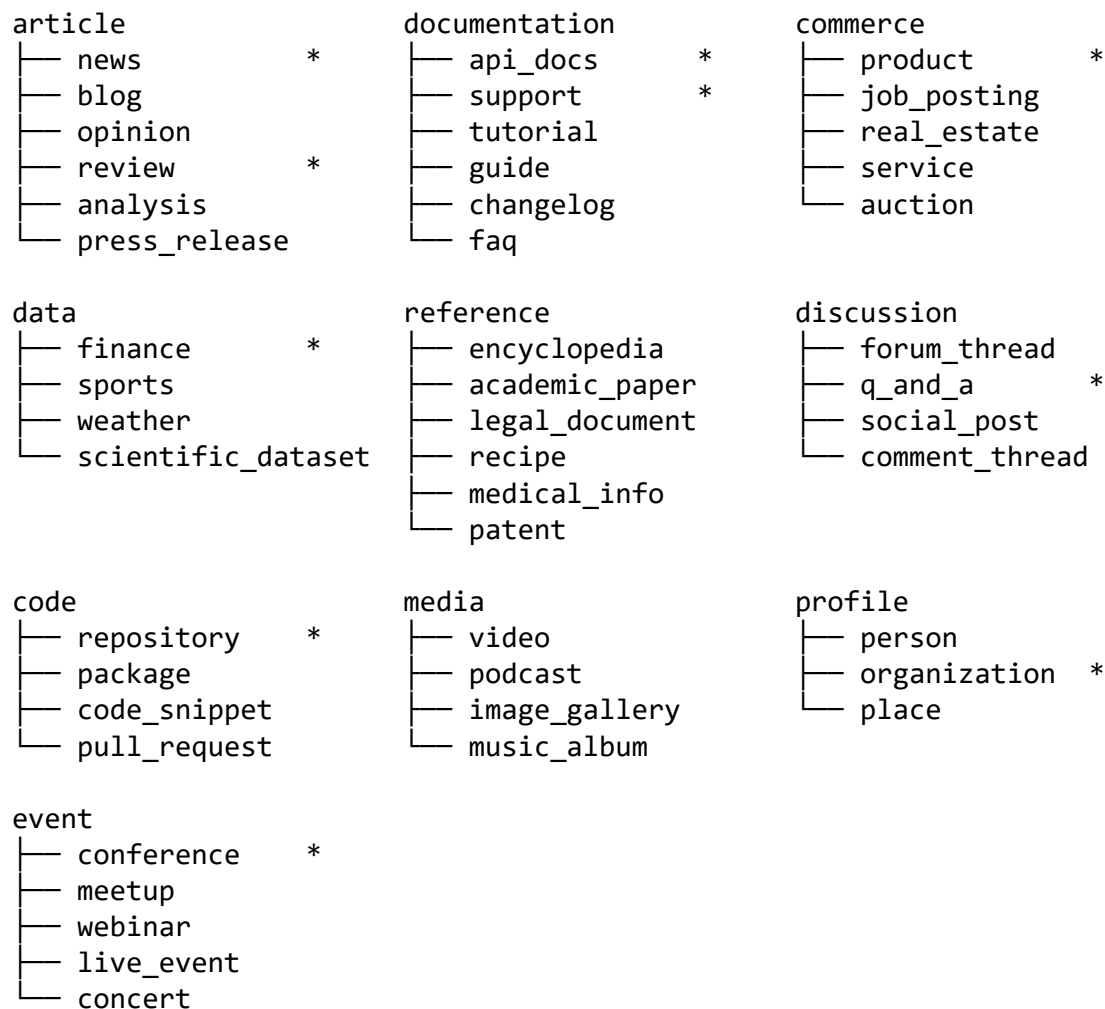 article                 documentation           commerce
├── news          *     ├── api_docs      *     ├── product       *
├── blog                ├── support       *     ├── job_posting
├── opinion             ├── tutorial            ├── real_estate
├── review        *     ├── guide               ├── service
├── analysis            ├── changelog           └── auction
└── press_release       └── faq

data                    reference               discussion
├── finance       *     ├── encyclopedia        ├── forum_thread
├── sports              ├── academic_paper      ├── q_and_a       *
├── weather             ├── legal_document      ├── social_post
└── scientific_dataset  ├── recipe              └── comment_thread
                        ├── medical_info
                        └── patent

code                    media                   profile
├── repository    *     ├── video               ├── person
├── package             ├── podcast             ├── organization  *
├── code_snippet        ├── image_gallery       └── place
└── pull_request        └── music_album

event
├── conference    *
├── meetup
├── webinar
├── live_event
└── concert